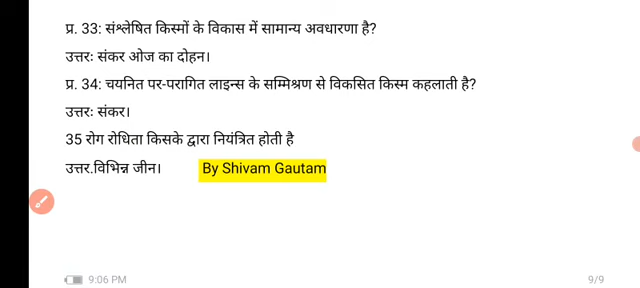 प्र. 33: संश्लेषित किस्मों के विकास में सामान्य अवधारणा है?
उत्तरः संकर ओज का दोहन।
प्र. 34: चयनित पर-परागित लाइन्स के सम्मिश्रण से विकसित किस्म कहलाती है?
उत्तरः संकर।
35 रोग रोधिता किसके द्वारा नियंत्रित होती है
उत्तर.विभिन्न जीन। By Shivam Gautam
9:06 PM 9/9